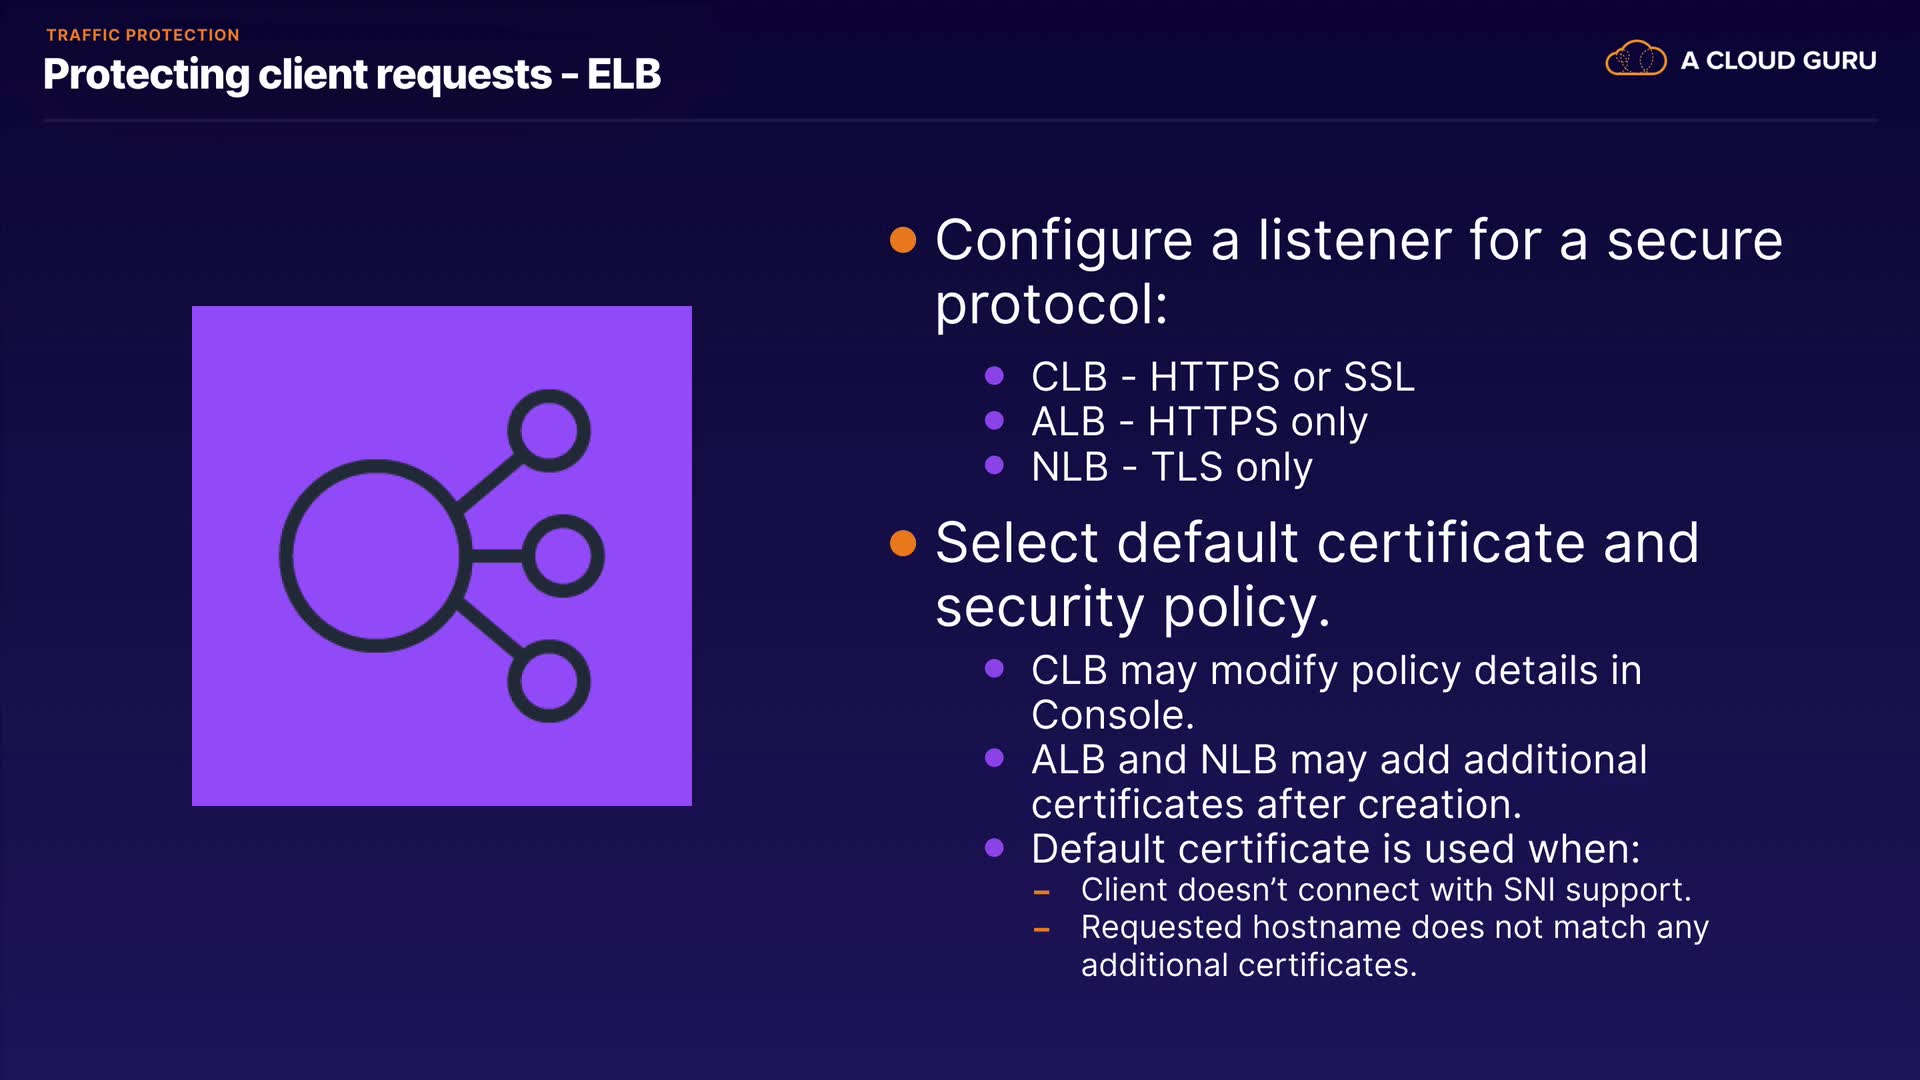 TRAFFIC PROTECTION
Protecting client requests – ELB
A CLOUD GURU
Configure a listener for a secure
protocol:
CLB - HTTPS or SSL
ALB - HTTPS only
NLB - TLS only
Select default certificate and
security policy.
CLB may modify policy details in
Console.
ALB and NLB may add additional
certificates after creation.
Default certificate is used when:
– Client doesn’t connect with SNI support.
– Requested hostname does not match any
additional certificates.